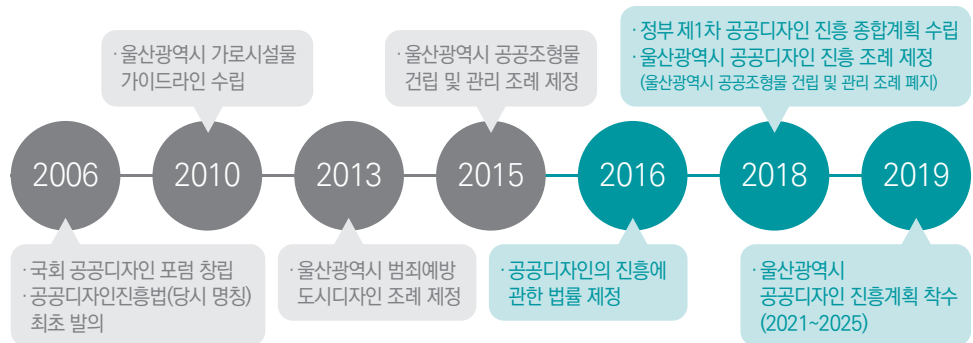 · 울산광역시 가로시설물
가이드라인 수립
· 울산광역시 공공조형물
건립 및 관리 조례 제정
· 정부 제1차 공공디자인 진흥 종합계획 수립
· 울산광역시 공공디자인 진흥 조례 제정
(울산광역시 공공조형물 건립 및 관리 조례 폐지)
2006
2010
2013
2015
2016
2018
2019
· 국회 공공디자인 포럼 창립
· 공공디자인진흥법(당시 명칭)
최초 발의
· 울산광역시 범죄예방
도시디자인 조례 제정
· 공공디자인의 진흥에
관한 법률 제정
· 울산광역시
공공디자인 진흥계획 착수
(2021~2025)